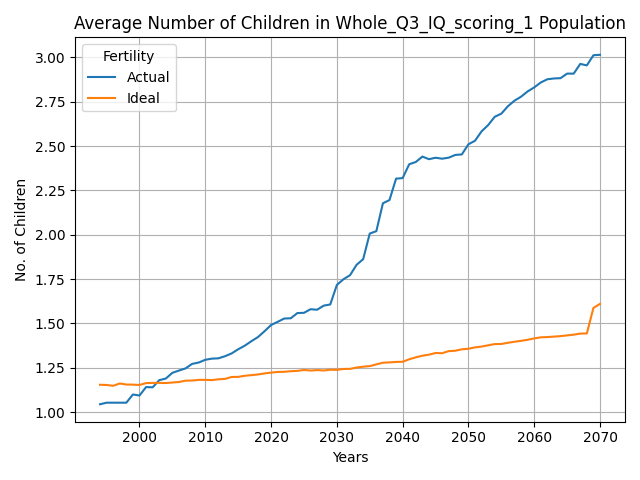 Average Number of Children in Whole_Q3_IQ_scoring_1 Population
Fertility
Actual
Ideal
No. of Children
3.00
2.75
2.50
2.25
2.00
1.75
1.50
1.25
1.00
2000 2010 2020 2030 2040 2050 2060 2070
Years